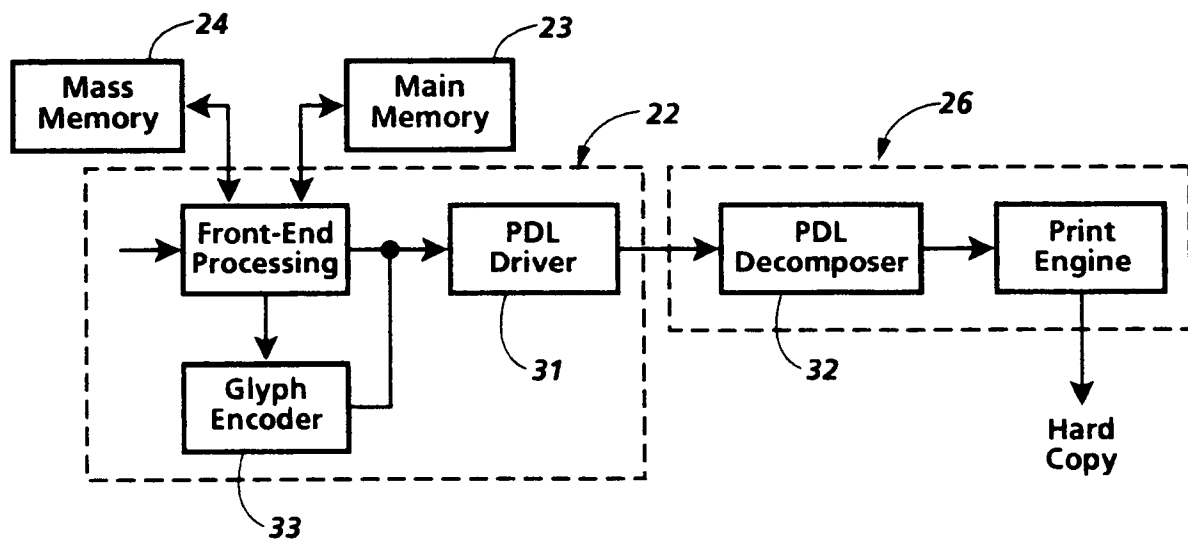 24
23
Mass
Memory
Main
Memory
22
26
Front-End
Processing
PDL
Driver
PDL
Decomposer
Print
Engine
31
32
Glyph
Encoder
Hard
Copy
33